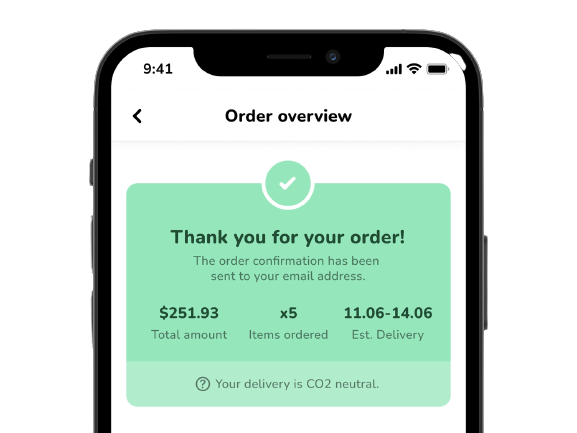 9:41
Order overview
Thank you for your order!
The order confirmation has been
sent to your email address.
$251.93 x5 11.06-14.06
Total amount Items ordered Est. Delivery
? Your delivery is CO2 neutral.